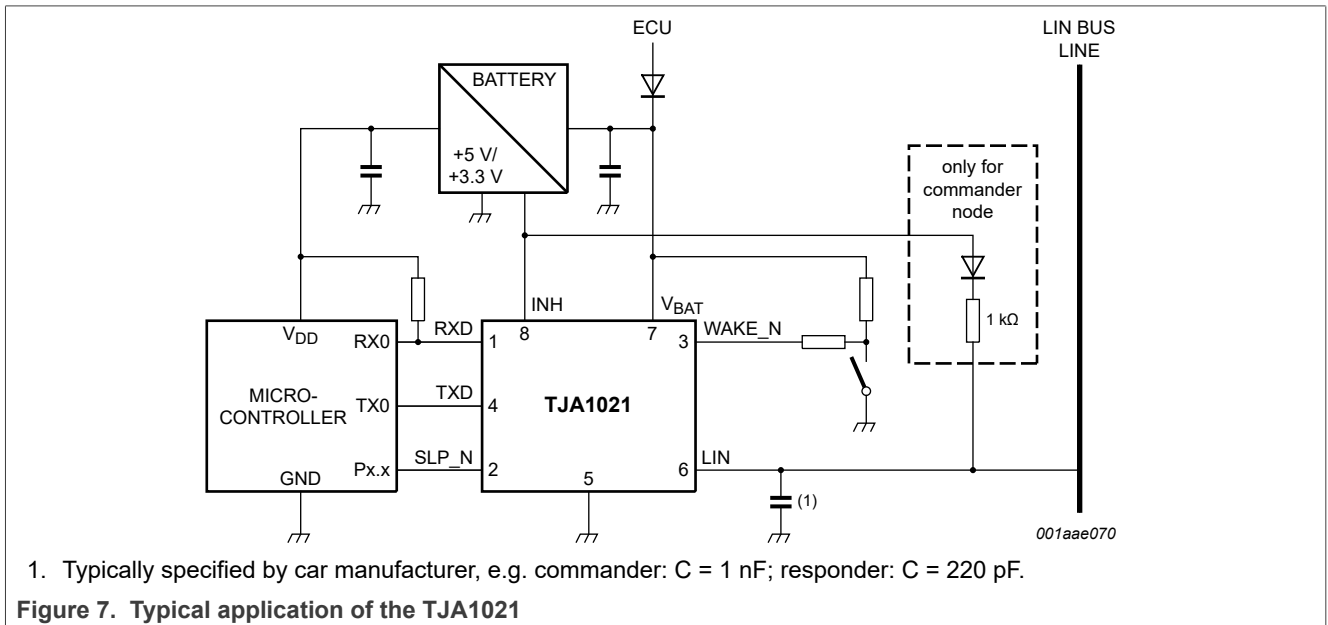 ECU
LIN BUS
LINE
BATTERY
+5 V/
+3.3 V
only for
commander
node
INH
VBAT
1 kΩ
VDD
RX0
RXD
1
8
7
3
WAKE_N
MICRO-
CONTROLLER
TX0
TXD
4
TJA1021
Px.x
SLP_N
2
GND
5
6
LIN
(1)
001aae070
1. Typically specified by car manufacturer, e.g. commander: C = 1 nF; responder: C = 220 pF.
Figure 7. Typical application of the TJA1021